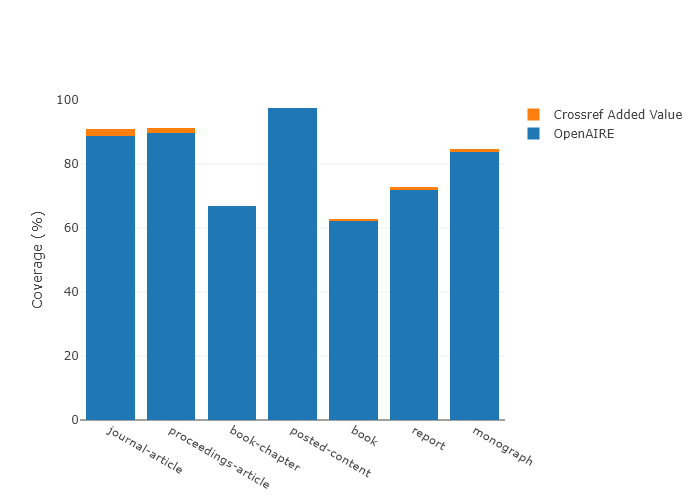 100
80
60
40
20
0
Coverage (%)
journal-article
proceedings-article
book-chapter
posted-content
book
report
monograph
Crossref Added Value
OpenAIRE